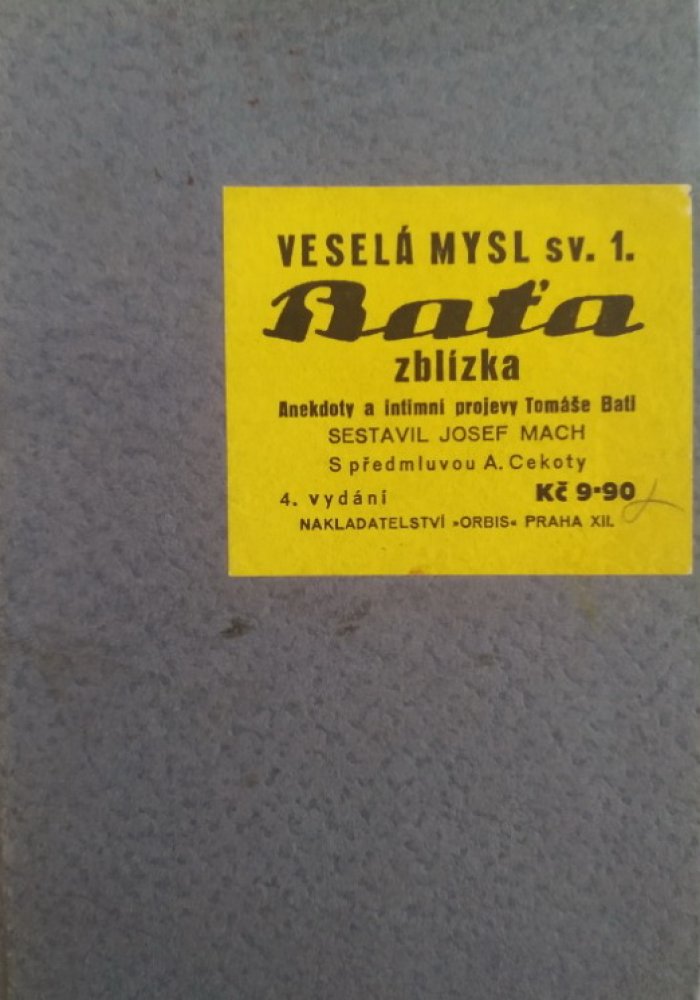 VESELÁ MYSL sv. 1.
Baťa
zblízka
Anekdoty a intimní projevy Tomáše Bati
SESTAVIL JOSEF MACH
S předmluvou A. Cekoty
4. vydání Kč 9·90
NAKLADATELSTVÍ »ORBIS« PRAHA XII.